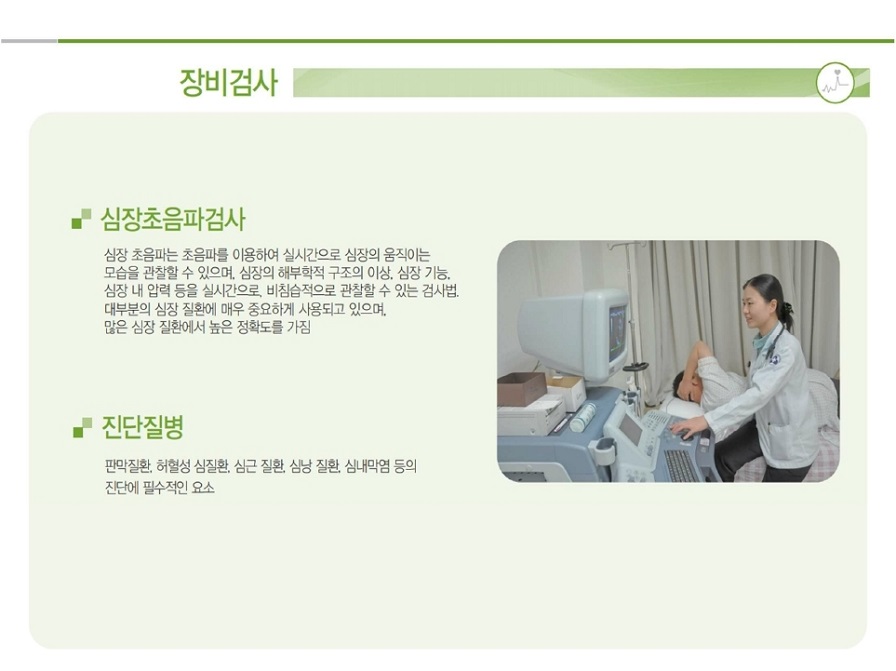 장비검사
심장초음파검사
심장 초음파는 초음파를 이용하여 실시간으로 심장의 움직이는
모습을 관찰할 수 있으며, 심장의 해부학적 구조의 이상, 심장 기능,
심장 내 압력 등을 실시간으로, 비침습적으로 관찰할 수 있는 검사법.
대부분의 심장 질환에 매우 중요하게 사용되고 있으며,
많은 심장 질환에서 높은 정확도를 가짐
진단질병
판막질환, 허혈성 심질환, 심근 질환, 심낭 질환, 심내막염 등의
진단에 필수적인 요소